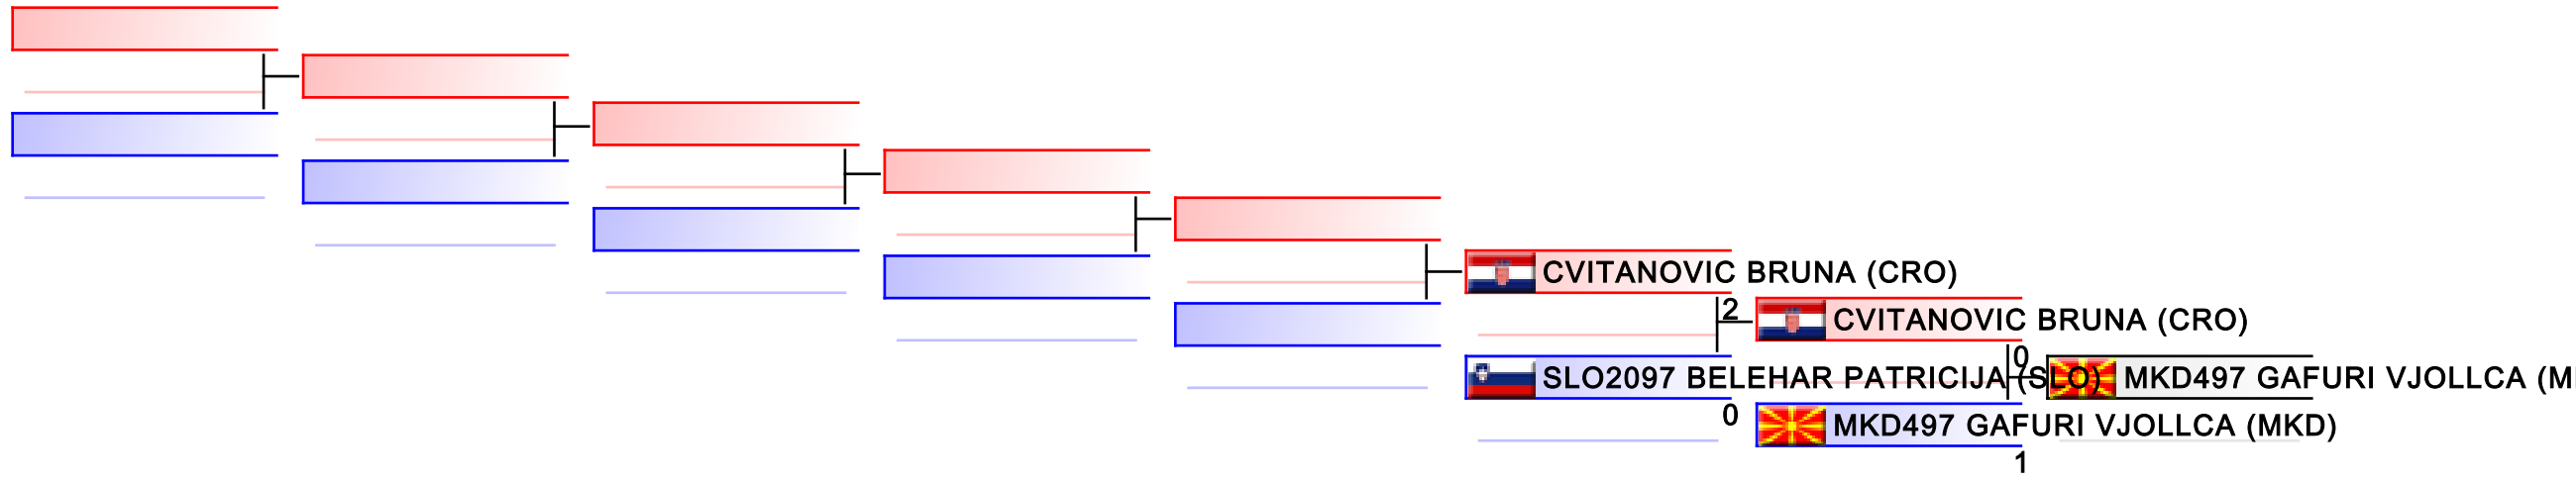 CVITANOVIC BRUNA (CRO)
2
CVITANOVIC BRUNA (CRO)
0
SLO2097 BELEHAR PATRICIJA (SLO)
MKD497 GAFURI VJOLLCA (M
0
MKD497 GAFURI VJOLLCA (MKD)
1